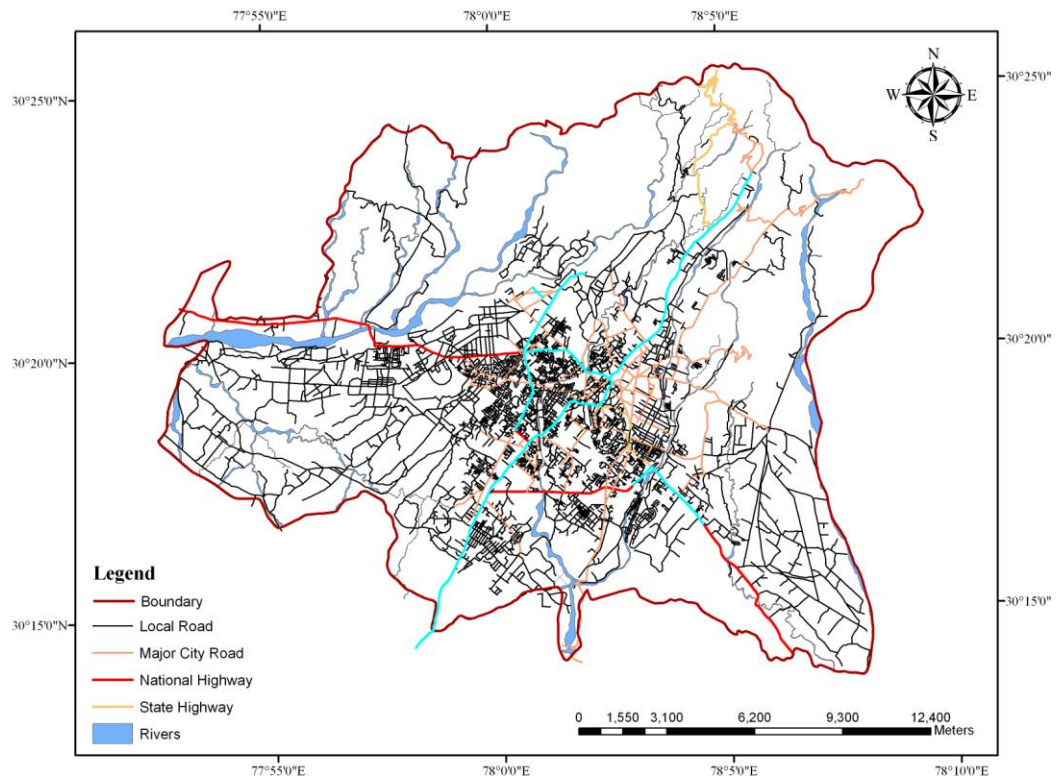 77°55'0"E 78°0'0"E 78°5'0"E
N
W E
S
30°25'0"N 30°25'0"N
30°20'0"N 30°20'0"N
30°15'0"N 30°15'0"N
Legend
Boundary
Local Road
Major City Road
National Highway
State Highway
Rivers
0 1,550 3,100 6,200 9,300 12,400
Meters
77°55'0"E 78°0'0"E 78°5'0"E 78°10'0"E